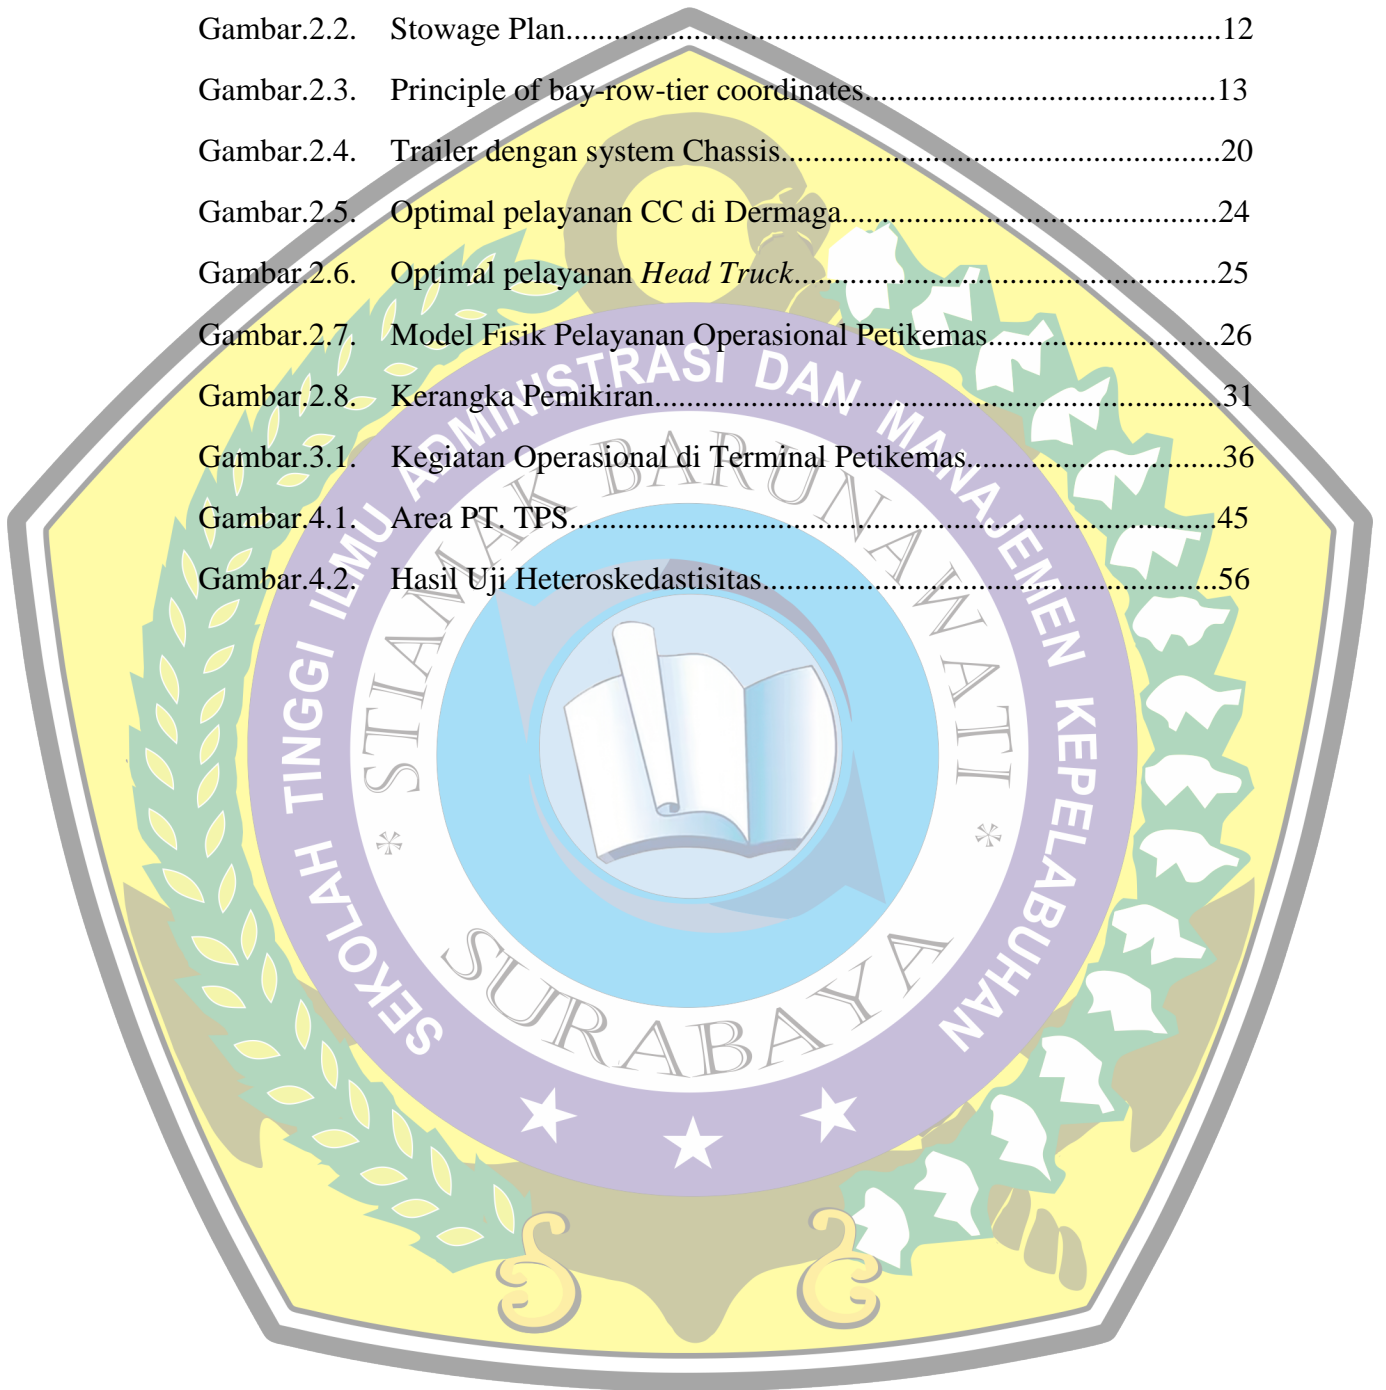 Gambar.2.2. Stowage Plan......................................................................................12
Gambar.2.3. Principle of bay-row-tier coordinates..............................................13
Gambar.2.4. Trailer dengan system Chassis.........................................................20
Gambar.2.5. Optimal pelayanan CC di Dermaga.................................................24
Gambar.2.6. Optimal pelayanan Head Truck.......................................................25
Gambar.2.7. Model Fisik Pelayanan Operasional Petikemas..............................26
Gambar.2.8. Kerangka Pemikiran.........................................................................31
Gambar.3.1. Kegiatan Operasional di Terminal Petikemas.................................36
Gambar.4.1. Area PT. TPS.....................................................................................45
Gambar.4.2. Hasil Uji Heteroskedastisitas...........................................................56
SEKOLAH TINGGI ILMU ADMINISTRASI DAN MANAJEMEN KEPELABUHAN
* STIAMAK BARUNAWATI *
SURABAYA